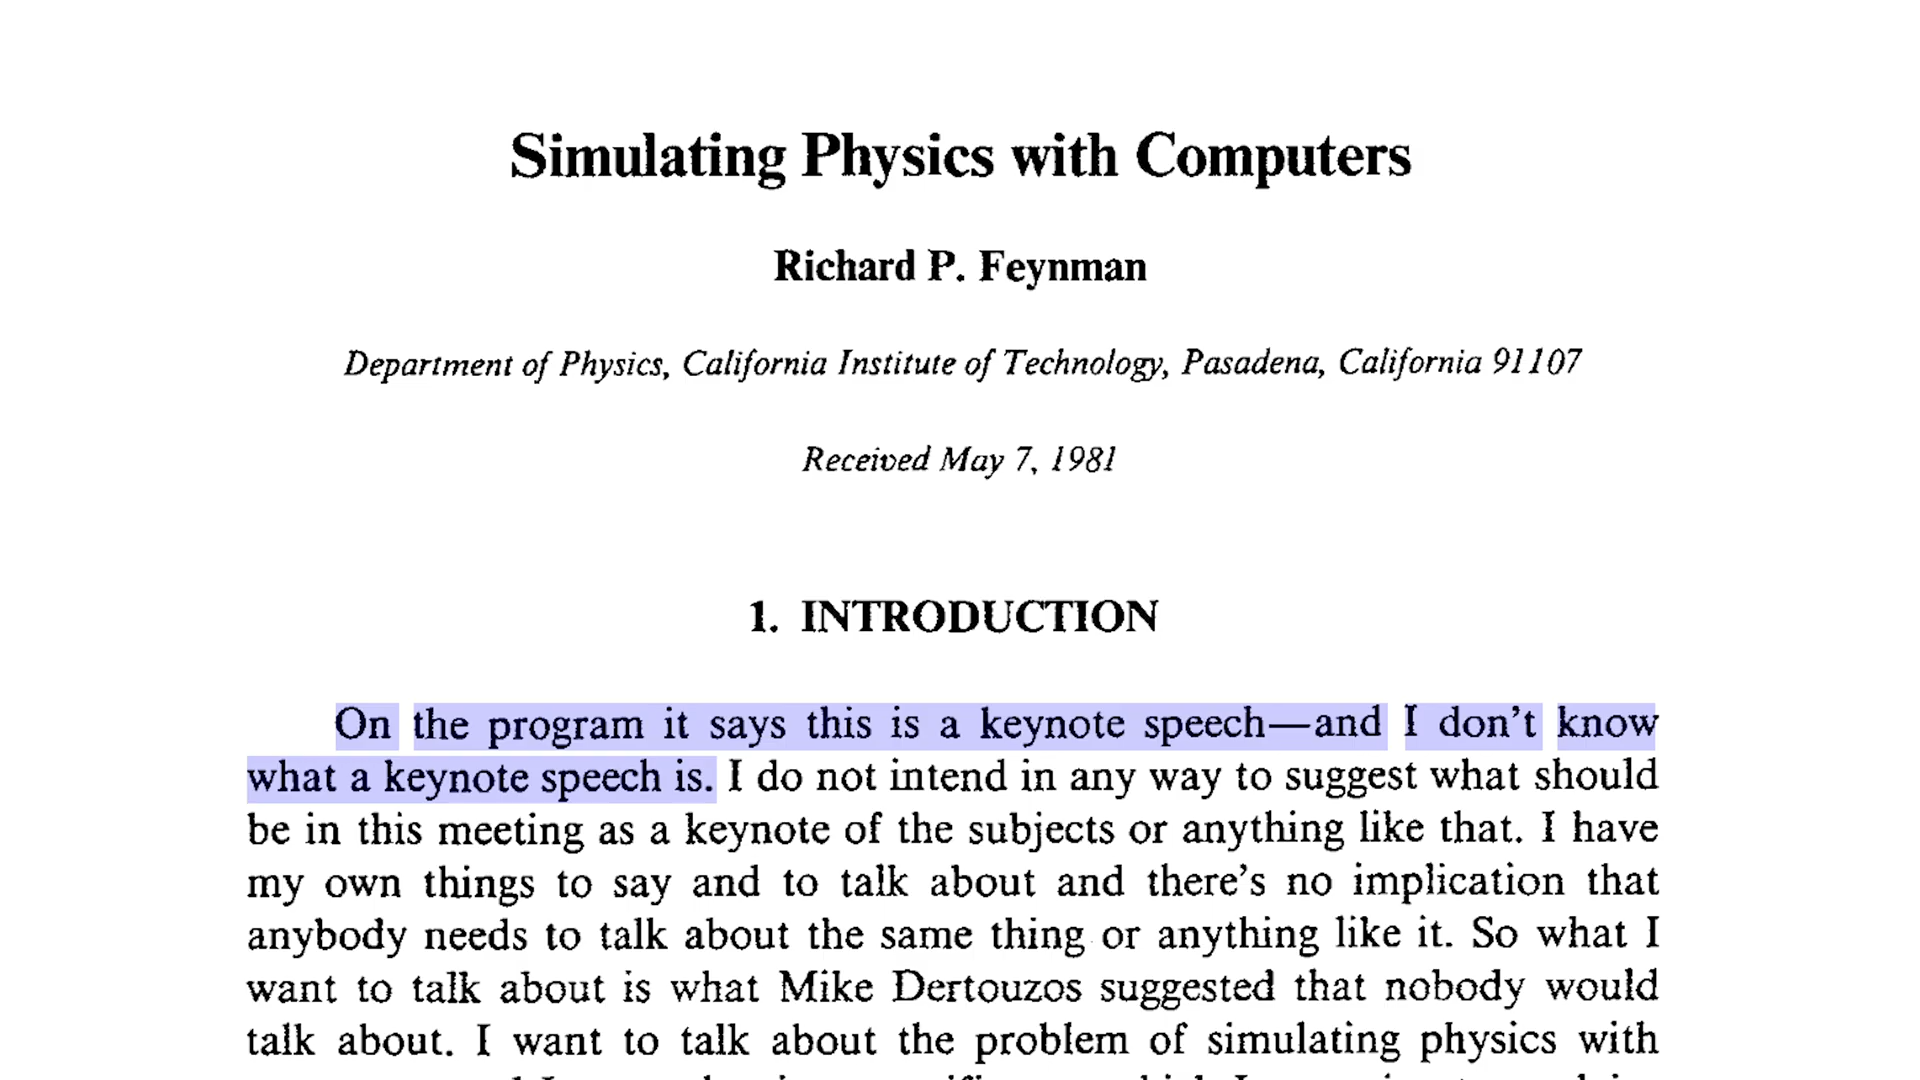 Simulating Physics with Computers
Richard P. Feynman
Department of Physics, California Institute of Technology, Pasadena, California 91107
Received May 7, 1981
1. INTRODUCTION
On the program it says this is a keynote speech—and I don't know
what a keynote speech is. I do not intend in any way to suggest what should
be in this meeting as a keynote of the subjects or anything like that. I have
my own things to say and to talk about and there's no implication that
anybody needs to talk about the same thing or anything like it. So what I
want to talk about is what Mike Dertouzos suggested that nobody would
talk about. I want to talk about the problem of simulating physics with